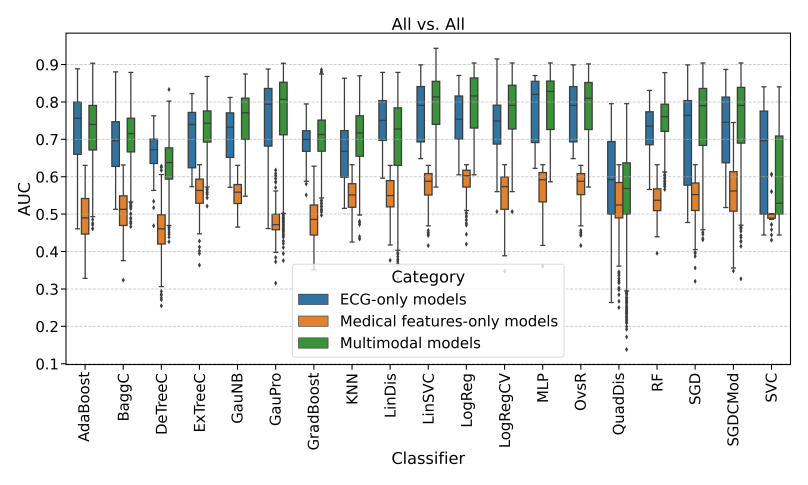 All vs. All
AUC
0.9
0.8
0.7
0.6
0.5
0.4
0.3
0.2
0.1
Category
ECG-only models
Medical features-only models
Multimodal models
AdaBoost
BaggC
DeTreeC
ExTreeC
GauNB
GauPro
GradBoost
KNN
LinDis
LinSVC
LogReg
LogRegCV
MLP
OvsR
QuadDis
RF
SGD
SGDCMod
SVC
Classifier